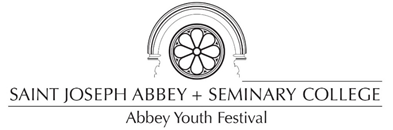 SAINT JOSEPH ABBEY + SEMINARY COLLEGE
Abbey Youth Festival